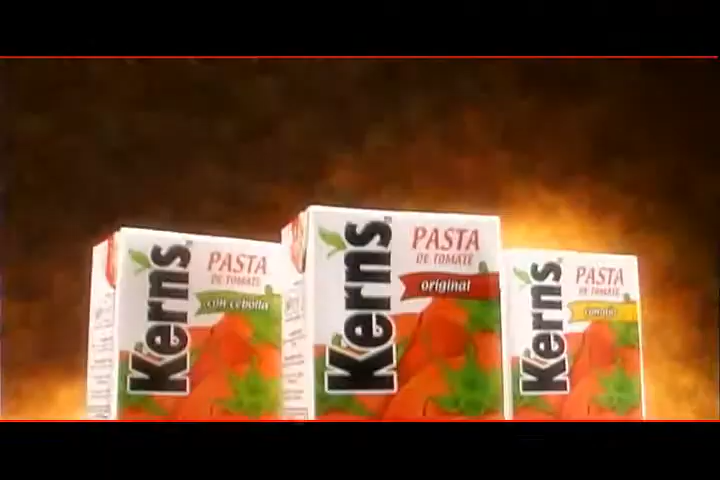 Kerns
PASTA
DE TOMATE
con cebolla
Kerns
PASTA
DE TOMATE
original
Kerns
PASTA
DE TOMATE